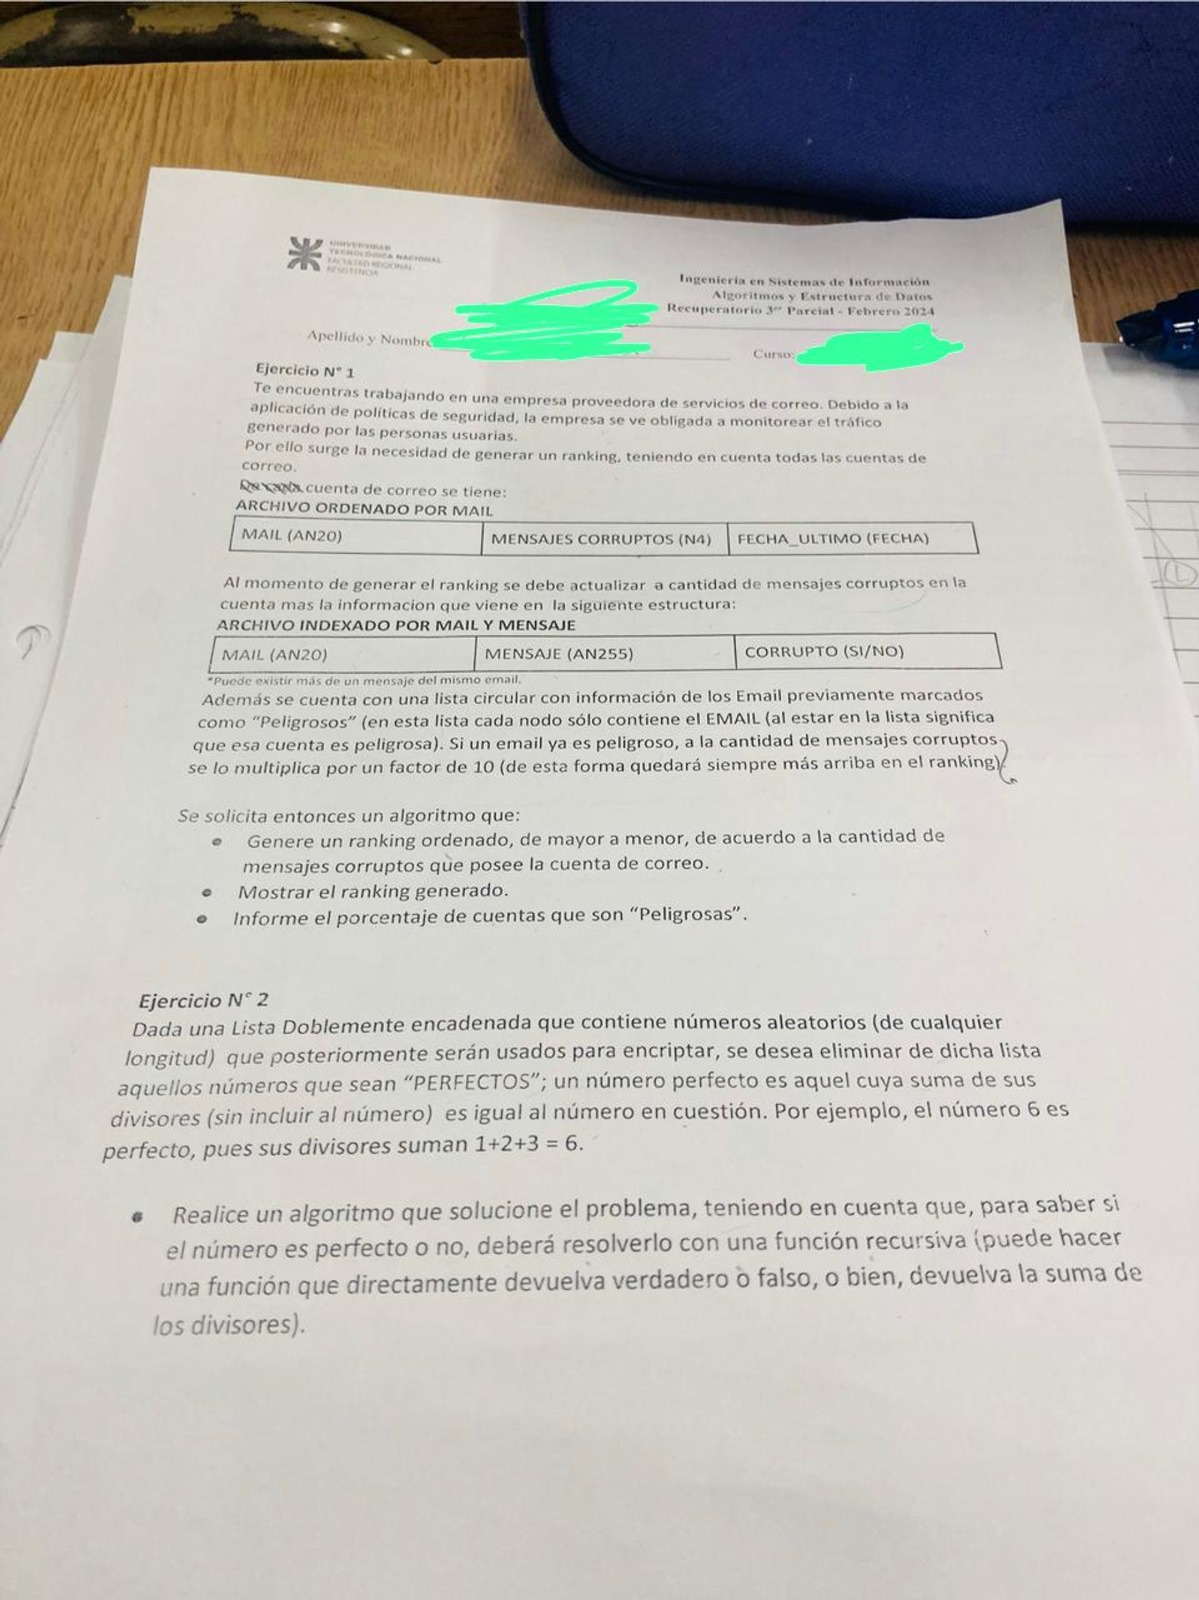 UNIVERSIDAD
TECNOLÓGICA NACIONAL
FACULTAD REGIONAL
RESISTENCIA
Ingeniería en Sistemas de Información
Algoritmos y Estructura de Datos
Recuperatorio 3er Parcial - Febrero 2024
Apellido y Nombre
Curso:
Ejercicio N° 1
Te encuentras trabajando en una empresa proveedora de servicios de correo. Debido a la
aplicación de políticas de seguridad, la empresa se ve obligada a monitorear el tráfico
generado por las personas usuarias.
Por ello surge la necesidad de generar un ranking, teniendo en cuenta todas las cuentas de
correo.
cuenta de correo se tiene:
ARCHIVO ORDENADO POR MAIL
MAIL (AN20) MENSAJES CORRUPTOS (N4) FECHA_ULTIMO (FECHA)
Al momento de generar el ranking se debe actualizar a cantidad de mensajes corruptos en la
cuenta mas la informacion que viene en la siguiente estructura:
ARCHIVO INDEXADO POR MAIL Y MENSAJE
MAIL (AN20) MENSAJE (AN255) CORRUPTO (SI/NO)
*Puede existir más de un mensaje del mismo email.
Además se cuenta con una lista circular con información de los Email previamente marcados
como “Peligrosos” (en esta lista cada nodo sólo contiene el EMAIL (al estar en la lista significa
que esa cuenta es peligrosa). Si un email ya es peligroso, a la cantidad de mensajes corruptos
se lo multiplica por un factor de 10 (de esta forma quedará siempre más arriba en el ranking).
Se solicita entonces un algoritmo que:
• Genere un ranking ordenado, de mayor a menor, de acuerdo a la cantidad de
mensajes corruptos que posee la cuenta de correo.
• Mostrar el ranking generado.
• Informe el porcentaje de cuentas que son “Peligrosas”.
Ejercicio N° 2
Dada una Lista Doblemente encadenada que contiene números aleatorios (de cualquier
longitud) que posteriormente serán usados para encriptar, se desea eliminar de dicha lista
aquellos números que sean “PERFECTOS”; un número perfecto es aquel cuya suma de sus
divisores (sin incluir al número) es igual al número en cuestión. Por ejemplo, el número 6 es
perfecto, pues sus divisores suman 1+2+3 = 6.
• Realice un algoritmo que solucione el problema, teniendo en cuenta que, para saber si
el número es perfecto o no, deberá resolverlo con una función recursiva (puede hacer
una función que directamente devuelva verdadero o falso, o bien, devuelva la suma de
los divisores).